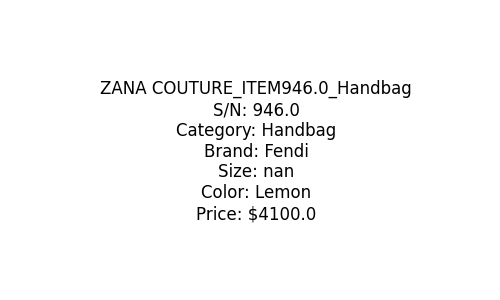 ZANA COUTURE_ITEM946.0_Handbag
S/N: 946.0
Category: Handbag
Brand: Fendi
Size: nan
Color: Lemon
Price: $4100.0